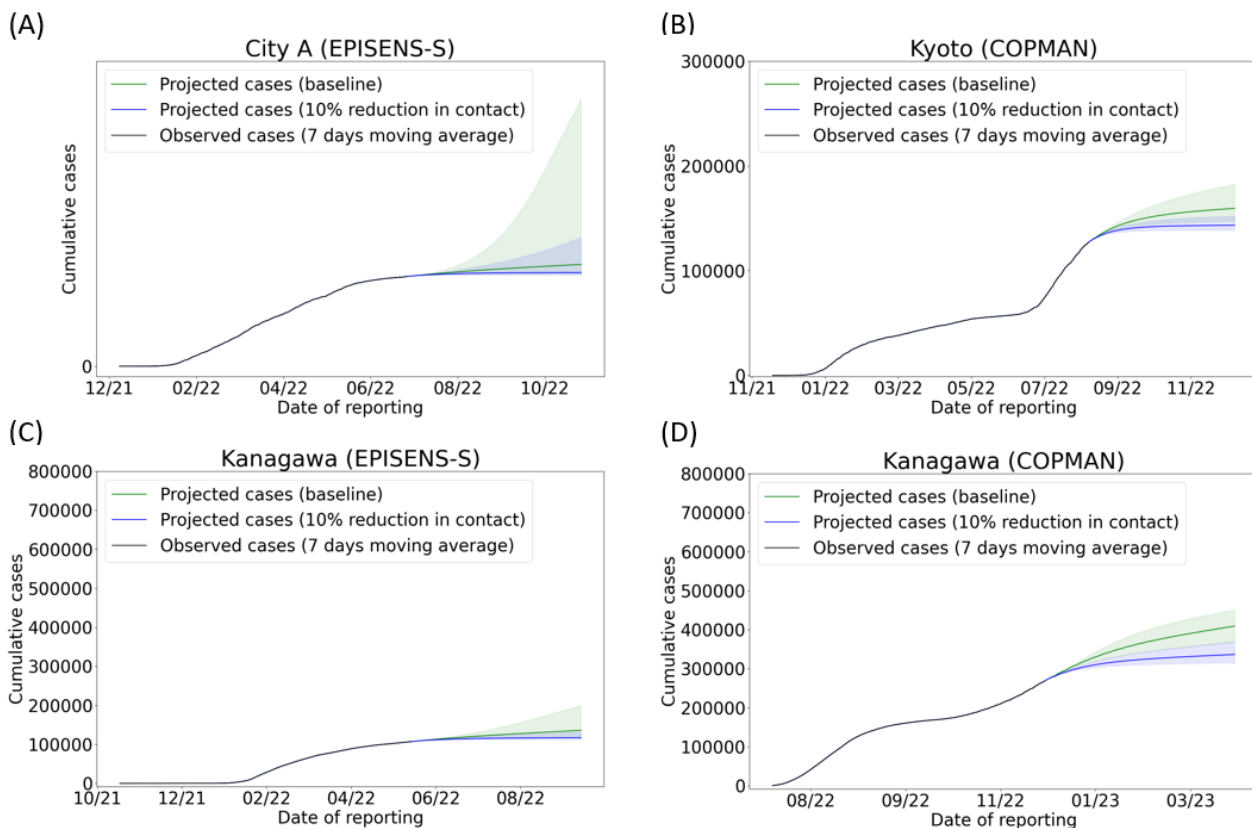 (A)
City A (EPISENS-S)
Projected cases (baseline)
Projected cases (10% reduction in contact)
Observed cases (7 days moving average)
Cumulative cases
0
12/21 02/22 04/22 06/22 08/22 10/22
Date of reporting
(B)
Kyoto (COPMAN)
300000
Projected cases (baseline)
Projected cases (10% reduction in contact)
Observed cases (7 days moving average)
200000
Cumulative cases
100000
0
11/21 01/22 03/22 05/22 07/22 09/22 11/22
Date of reporting
(C)
Kanagawa (EPISENS-S)
800000
Projected cases (baseline)
700000
Projected cases (10% reduction in contact)
600000
Observed cases (7 days moving average)
500000
Cumulative cases
400000
300000
200000
100000
0
10/21 12/21 02/22 04/22 06/22 08/22
Date of reporting
(D)
Kanagawa (COPMAN)
800000
Projected cases (baseline)
700000
Projected cases (10% reduction in contact)
600000
Observed cases (7 days moving average)
500000
Cumulative cases
400000
300000
200000
100000
0
08/22 09/22 11/22 01/23 03/23
Date of reporting